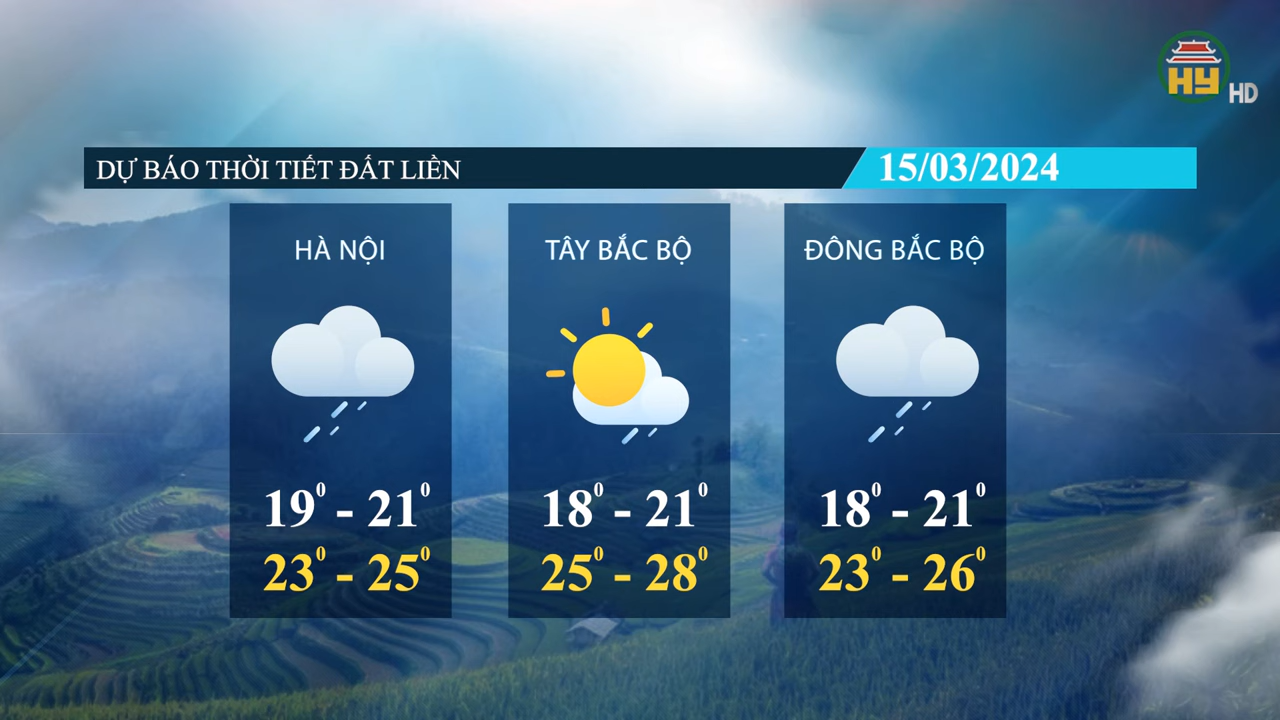 HY HD
DỰ BÁO THỜI TIẾT ĐẤT LIỀN 15/03/2024
HÀ NỘI
19⁰ - 21⁰
23⁰ - 25⁰
TÂY BẮC BỘ
18⁰ - 21⁰
25⁰ - 28⁰
ĐÔNG BẮC BỘ
18⁰ - 21⁰
23⁰ - 26⁰